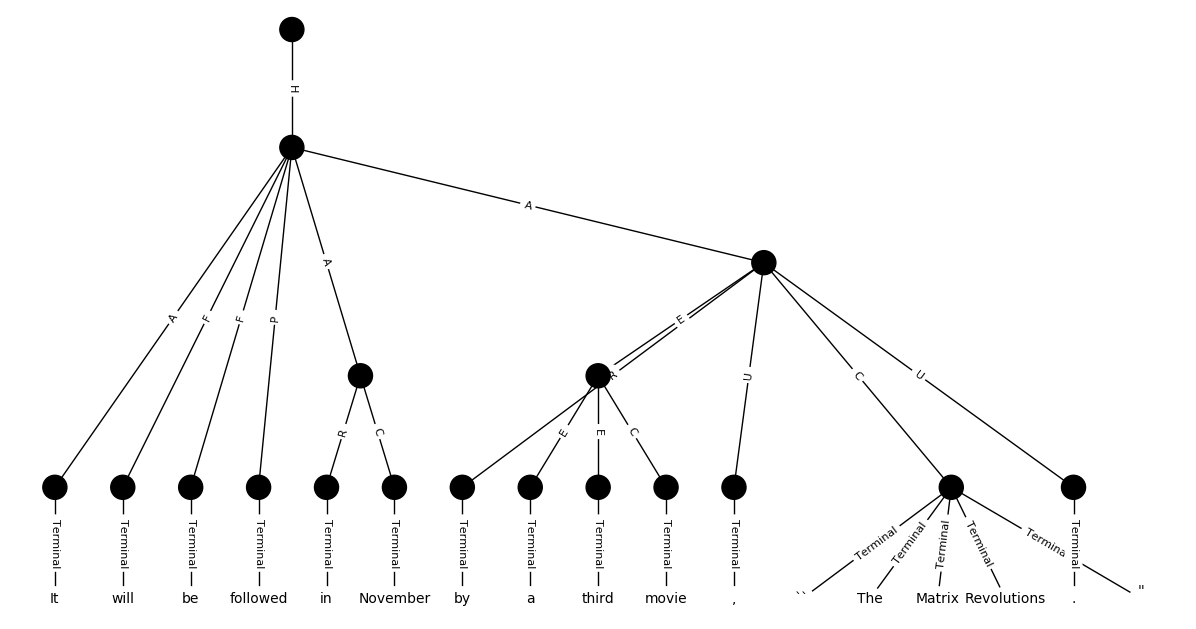 H
A
A
A F F P E
R U C U
R C E E C
Terminal Terminal Terminal Terminal Terminal Terminal Terminal Terminal Terminal Terminal Terminal Terminal Terminal Terminal Terminal Termina Terminal
It will be followed in November by a third movie , `` The Matrix Revolutions . "